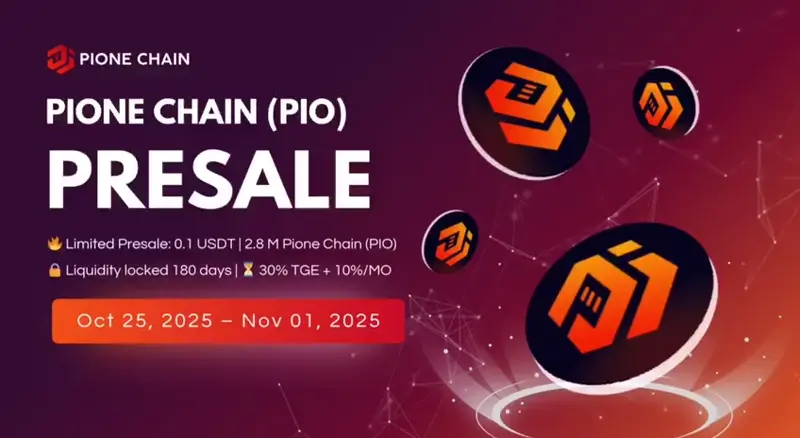 PIONE CHAIN
PIONE CHAIN (PIO)
PRESALE
🔥 Limited Presale: 0.1 USDT | 2.8 M Pione Chain (PIO)
🔒 Liquidity locked 180 days | ⏳ 30% TGE + 10%/MO
Oct 25, 2025 – Nov 01, 2025